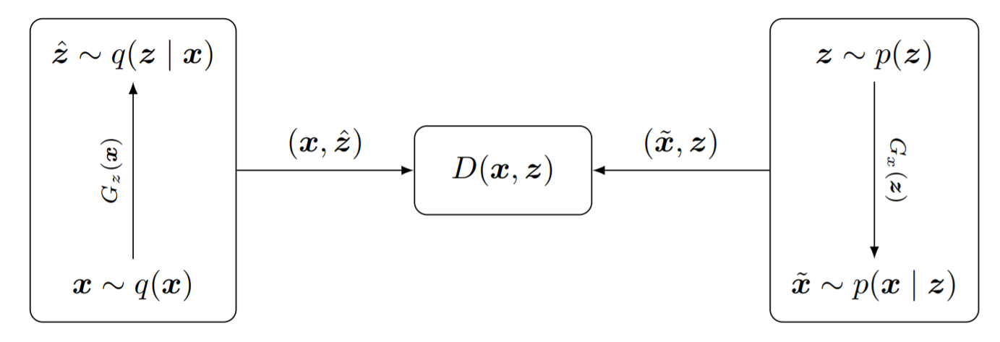 ẑ ∼ q(z | x)
G_z(x)
x ∼ q(x)
(x, ẑ)
D(x, z)
(x̃, z)
z ∼ p(z)
G_x(z)
x̃ ∼ p(x | z)